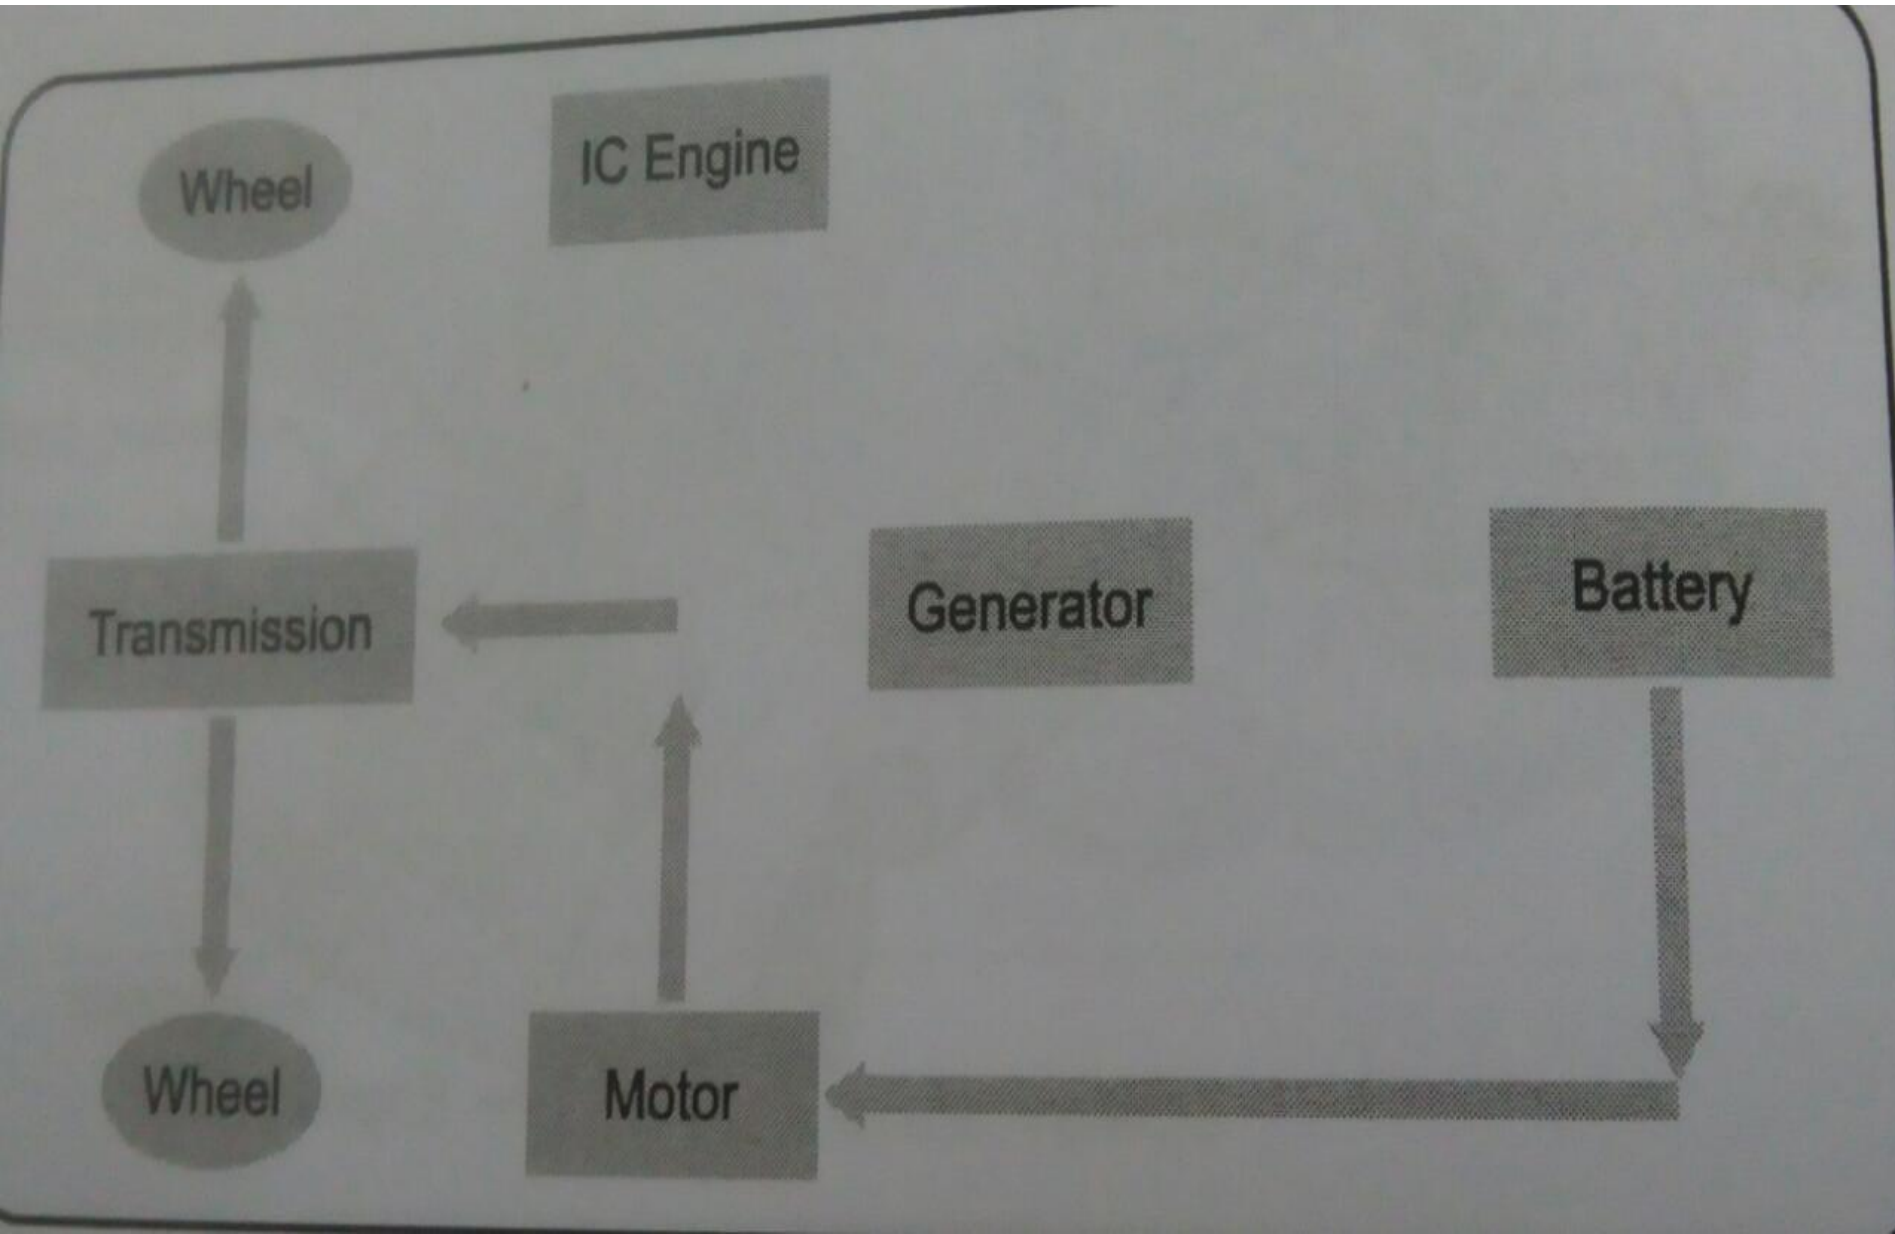 Wheel
IC Engine
Transmission
Generator
Battery
Wheel
Motor